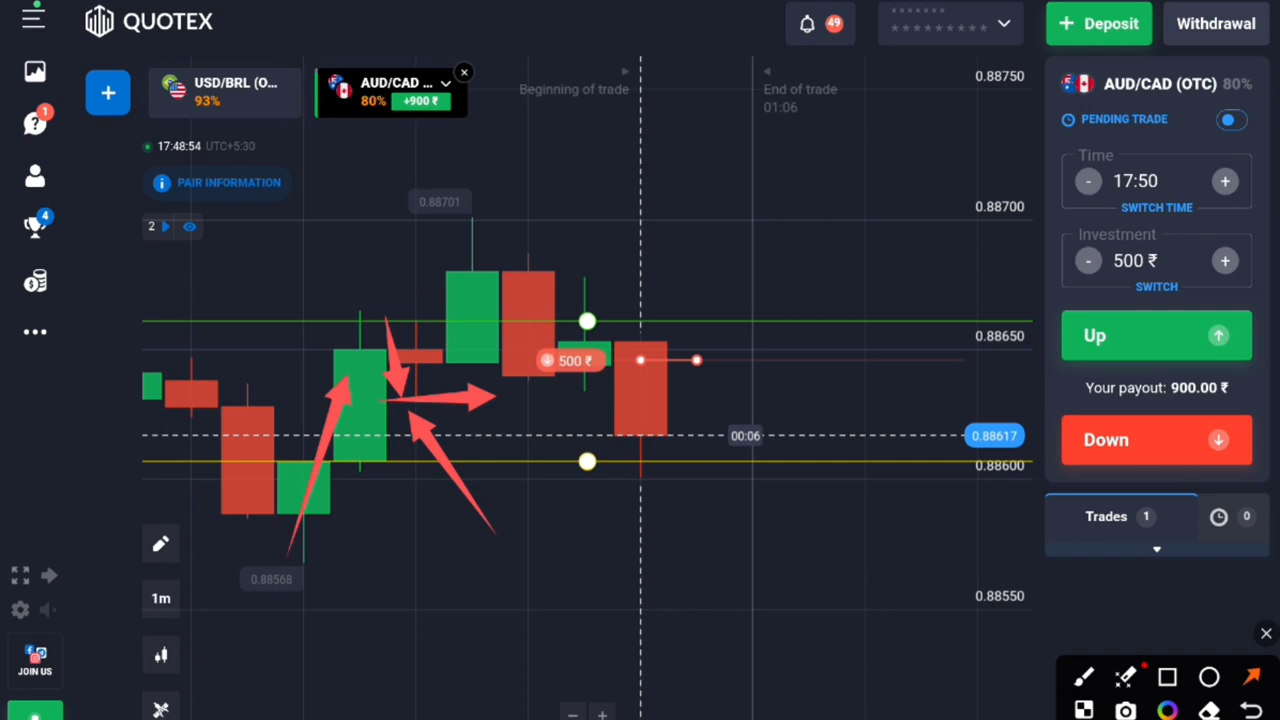 QUOTEX
49
******* 
*********
+ Deposit
Withdrawal
+
USD/BRL (O...
93%
AUD/CAD ...
80%
+900 ₹
Beginning of trade
End of trade
01:06
0.88750
AUD/CAD (OTC) 80%
1
PENDING TRADE
17:48:54 UTC+5:30
Time
- 17:50 +
SWITCH TIME
PAIR INFORMATION
0.88701
0.88700
4
2
Investment
- 500 ₹ +
SWITCH
0.88650
Up
500 ₹
Your payout: 900.00 ₹
00:06
0.88617
Down
0.88600
Trades 1
0
0.88568
0.88550
1m
JOIN US